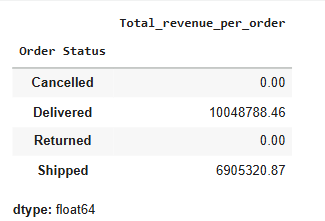 Total_revenue_per_order
Order Status
Cancelled 0.00
Delivered 10048788.46
Returned 0.00
Shipped 6905320.87
dtype: float64